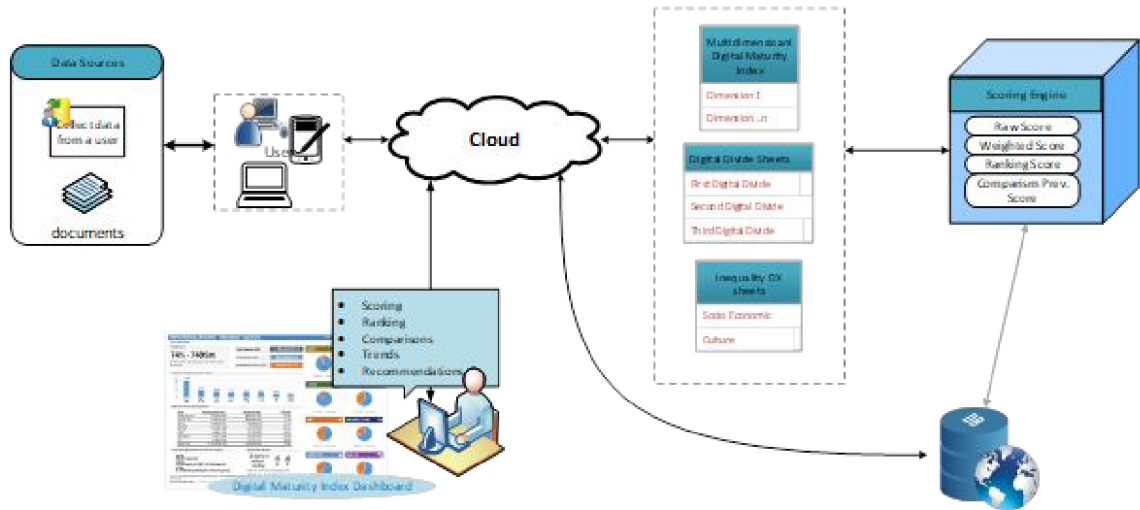 Data Sources
Collect data
from a user
documents
User
Cloud
Multidimensioanl
Digital Maturity
Index
Dimension 1
Dimension..n
Digital Divide Sheets
First Digital Divide
Second Digital Divide
Third Digital Divide
Inequality DX
sheets
Socio Economic
Culture
Scoring Engine
Raw Score
Weighted Score
Ranking Score
Comparism Prev.
Score
Scoring
Ranking
Comparisons
Trends
Recommendations
Digital Maturity Index Dashboard